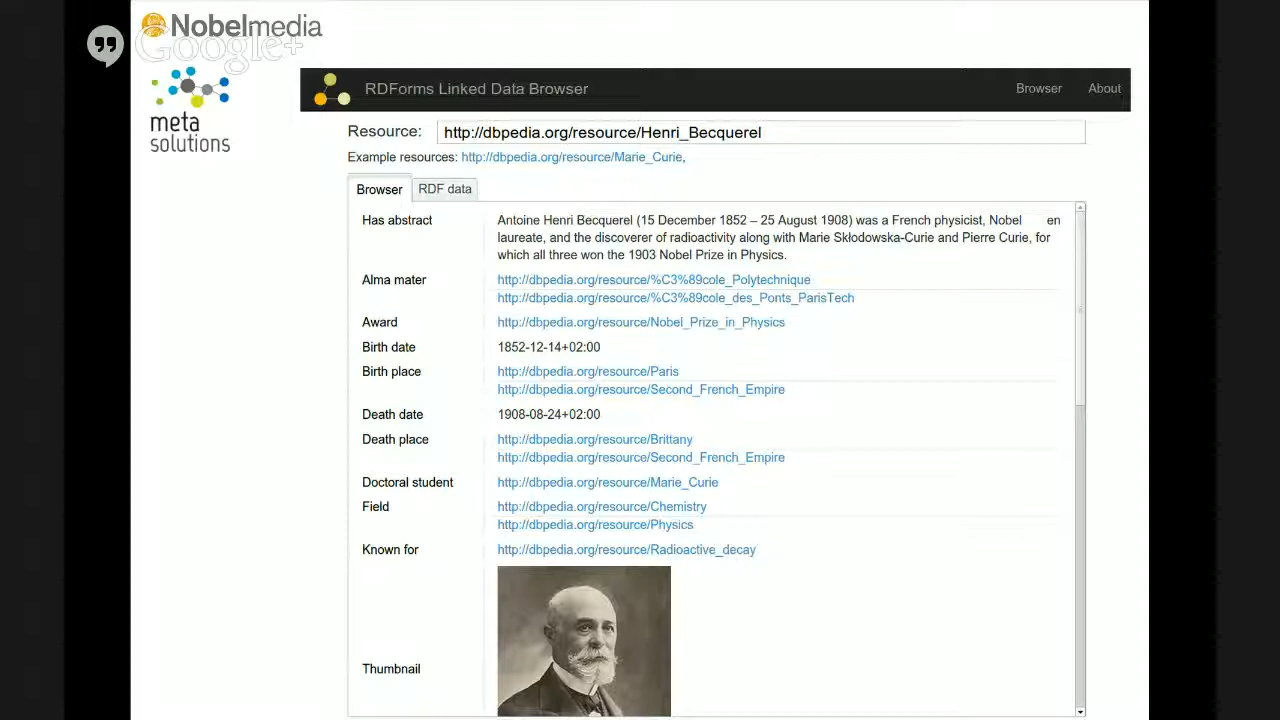 Nobelmedia
Google+
meta
solutions
RDForms Linked Data Browser
Browser
About
Resource: http://dbpedia.org/resource/Henri_Becquerel
Example resources: http://dbpedia.org/resource/Marie_Curie,
Browser
RDF data
Has abstract
Antoine Henri Becquerel (15 December 1852 – 25 August 1908) was a French physicist, Nobel en
laureate, and the discoverer of radioactivity along with Marie Skłodowska-Curie and Pierre Curie, for
which all three won the 1903 Nobel Prize in Physics.
Alma mater
http://dbpedia.org/resource/%C3%89cole_Polytechnique
http://dbpedia.org/resource/%C3%89cole_des_Ponts_ParisTech
Award
http://dbpedia.org/resource/Nobel_Prize_in_Physics
Birth date
1852-12-14+02:00
Birth place
http://dbpedia.org/resource/Paris
http://dbpedia.org/resource/Second_French_Empire
Death date
1908-08-24+02:00
Death place
http://dbpedia.org/resource/Brittany
http://dbpedia.org/resource/Second_French_Empire
Doctoral student
http://dbpedia.org/resource/Marie_Curie
Field
http://dbpedia.org/resource/Chemistry
http://dbpedia.org/resource/Physics
Known for
http://dbpedia.org/resource/Radioactive_decay
Thumbnail